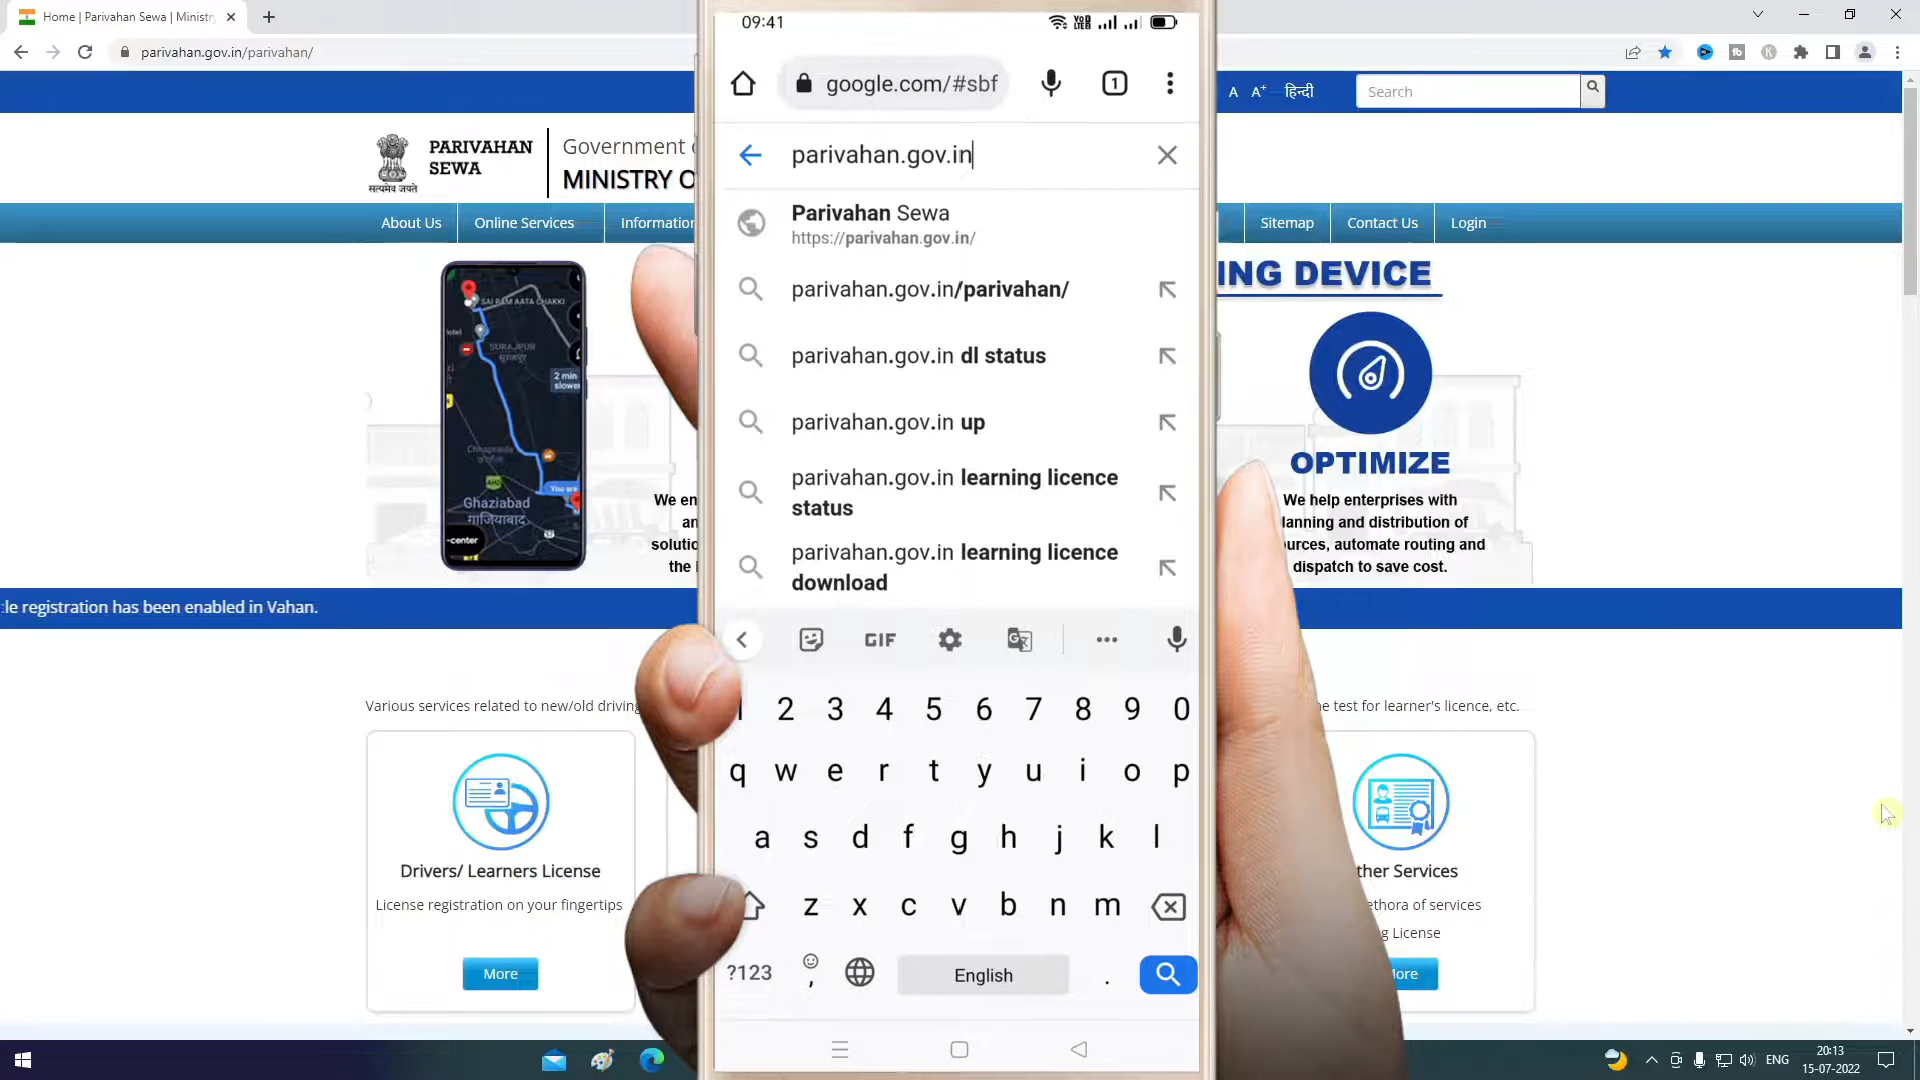 Home | Parivahan Sewa | Ministry
parivahan.gov.in/parivahan/
A A+ हिन्दी Search
सत्यमेव जयते
PARIVAHAN
SEWA
Government
MINISTRY
About Us Online Services Information Sitemap Contact Us Login
09:41
google.com/#sbf
1
parivahan.gov.in
Parivahan Sewa
https://parivahan.gov.in/
parivahan.gov.in/parivahan/
parivahan.gov.in dl status
parivahan.gov.in up
parivahan.gov.in learning licence
status
parivahan.gov.in learning licence
download
GIF
2 3 4 5 6 7 8 9 0
q w e r t y u i o p
a s d f g h j k l
z x c v b n m
?123 , English .
SAI RAM AATA CHAKKI
SURAJPUR
सूरजपुर
2 min
slower
Ghaziabad
गाज़ियाबाद
You are
-center
We
solutio
the
ING DEVICE
OPTIMIZE
We help enterprises with
lanning and distribution of
urces, automate routing and
dispatch to save cost.
le registration has been enabled in Vahan.
Various services related to new/old driving
e test for learner's licence, etc.
Drivers/ Learners License
License registration on your fingertips
More
ther Services
ethora of services
g License
ore
ENG
20:13
15-07-2022